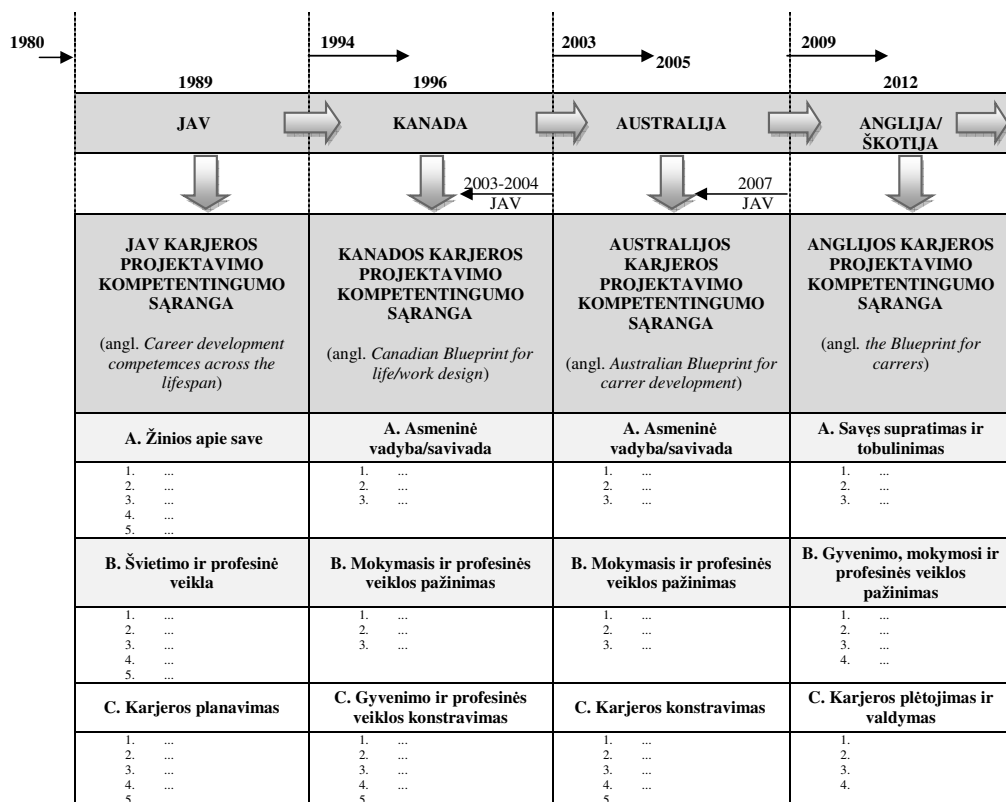 1980
1994
2003
2009
1989
1996
2005
2012
JAV
KANADA
AUSTRALIJA
ANGLIJA/
ŠKOTIJA
2003-2004
JAV
2007
JAV
JAV KARJEROS
PROJEKTAVIMO
KOMPETENTINGUMO
SĄRANGA
(angl. Career development
competemces across the
lifespan)
KANADOS KARJEROS
PROJEKTAVIMO
KOMPETENTINGUMO
SĄRANGA
(angl. Canadian Blueprint for
life/work design)
AUSTRALIJOS
KARJEROS
PROJEKTAVIMO
KOMPETENTINGUMO
SĄRANGA
(angl. Australian Blueprint for
carrer development)
ANGLIJOS KARJEROS
PROJEKTAVIMO
KOMPETENTINGUMO
SĄRANGA
(angl. the Blueprint for
carrers)
A. Žinios apie save
A. Asmeninė
vadyba/savivada
A. Asmeninė
vadyba/savivada
A. Savęs supratimas ir
tobulinimas
1. ...
2. ...
3. ...
4. ...
5. ...
1. ...
2. ...
3. ...
1. ...
2. ...
3. ...
1. ...
2. ...
3. ...
B. Švietimo ir profesinė
veikla
B. Mokymasis ir profesinės
veiklos pažinimas
B. Mokymasis ir profesinės
veiklos pažinimas
B. Gyvenimo, mokymosi ir
profesinės veiklos
pažinimas
1. ...
2. ...
3. ...
4. ...
5. ...
1. ...
2. ...
3. ...
1. ...
2. ...
3. ...
1. ...
2. ...
3. ...
4. ...
C. Karjeros planavimas
C. Gyvenimo ir profesinės
veiklos konstravimas
C. Karjeros konstravimas
C. Karjeros plėtojimas ir
valdymas
1. ...
2. ...
3. ...
4. ...
5. ...
1. ...
2. ...
3. ...
4. ...
5. ...
1. ...
2. ...
3. ...
4. ...
5. ...
1.
2.
3.
4.